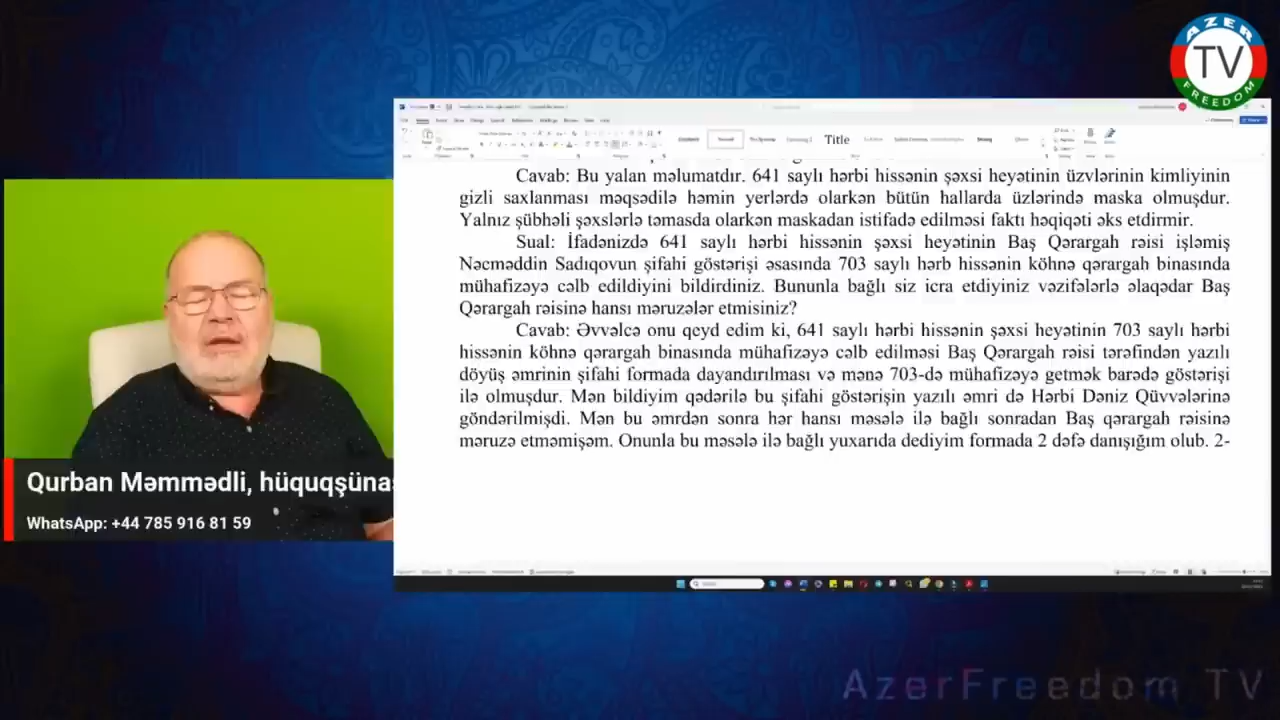 AZER
TV
FREEDOM
Title
Cavab: Bu yalan məlumatdır. 641 saylı hərbi hissənin şəxsi heyətinin üzvlərinin kimliyinin
gizli saxlanması məqsədilə həmin yerlərdə olarkən bütün hallarda üzlərində maska olmuşdur.
Yalnız şübhəli şəxslərlə təmasda olarkən maskadan istifadə edilməsi faktı həqiqəti əks etdirmir.
Sual: İfadənizdə 641 saylı hərbi hissənin şəxsi heyətinin Baş Qərargah rəisi işləmiş
Nəcməddin Sadıqovun şifahi göstərişi əsasında 703 saylı hərb hissənin köhnə qərargah binasında
mühafizəyə cəlb edildiyini bildirdiniz. Bununla bağlı siz icra etdiyiniz vəzifələrlə əlaqədar Baş
Qərargah rəisinə hansı məruzələr etmisiniz?
Cavab: Əvvəlcə onu qeyd edim ki, 641 saylı hərbi hissənin şəxsi heyətinin 703 saylı hərbi
hissənin köhnə qərargah binasında mühafizəyə cəlb edilməsi Baş Qərargah rəisi tərəfindən yazılı
döyüş əmrinin şifahi formada dayandırılması və mənə 703-də mühafizəyə getmək barədə göstərişi
ilə olmuşdur. Mən bildiyim qədərilə bu şifahi göstərişin yazılı əmri də Hərbi Dəniz Qüvvələrinə
göndərilmişdi. Mən bu əmrdən sonra hər hansı məsələ ilə bağlı sonradan Baş qərargah rəisinə
məruzə etməmişəm. Onunla bu məsələ ilə bağlı yuxarıda dediyim formada 2 dəfə danışığım olub. 2-
Qurban Məmmədli, hüquqşünas
WhatsApp: +44 785 916 81 59
AzerFreedom TV